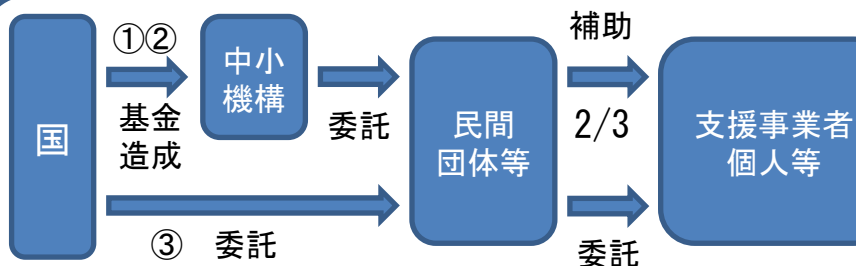 国
①②
基金
造成
中小
機構
委託
③ 委託
民間
団体等
補助
2/3
委託
支援事業者
個人等